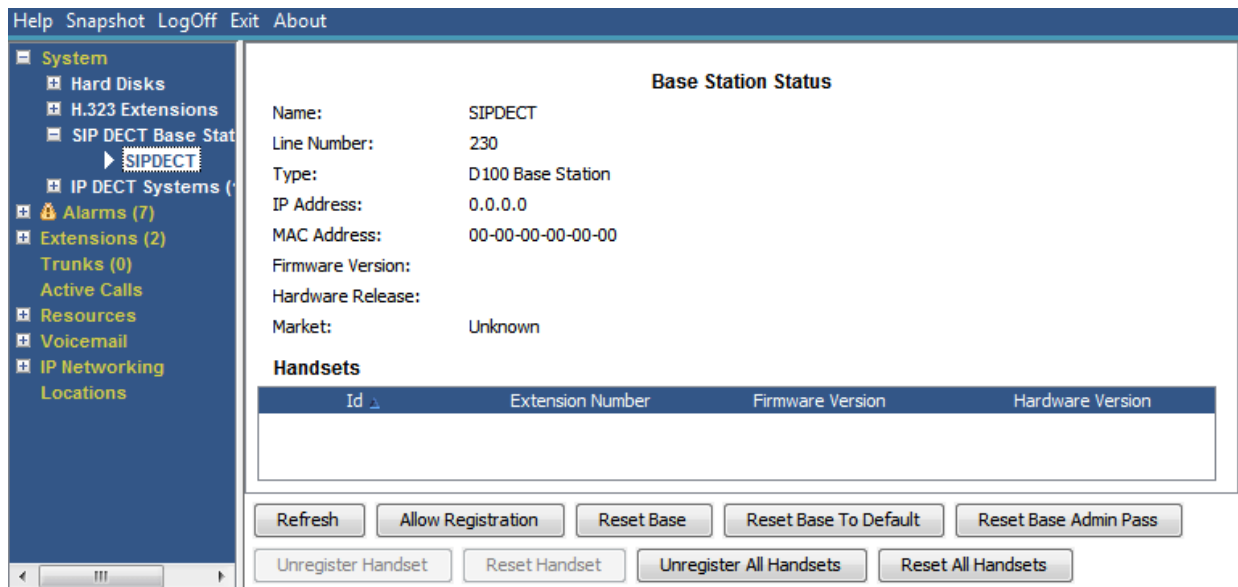 Help Snapshot LogOff Exit About
System
Hard Disks
H.323 Extensions
SIP DECT Base Stat
SIPDECT
IP DECT Systems (
Alarms (7)
Extensions (2)
Trunks (0)
Active Calls
Resources
Voicemail
IP Networking
Locations
Base Station Status
Name: SIPDECT
Line Number: 230
Type: D100 Base Station
IP Address: 0.0.0.0
MAC Address: 00-00-00-00-00-00
Firmware Version:
Hardware Release:
Market: Unknown
Handsets
Id Extension Number Firmware Version Hardware Version
Refresh Allow Registration Reset Base Reset Base To Default Reset Base Admin Pass
Unregister Handset Reset Handset Unregister All Handsets Reset All Handsets